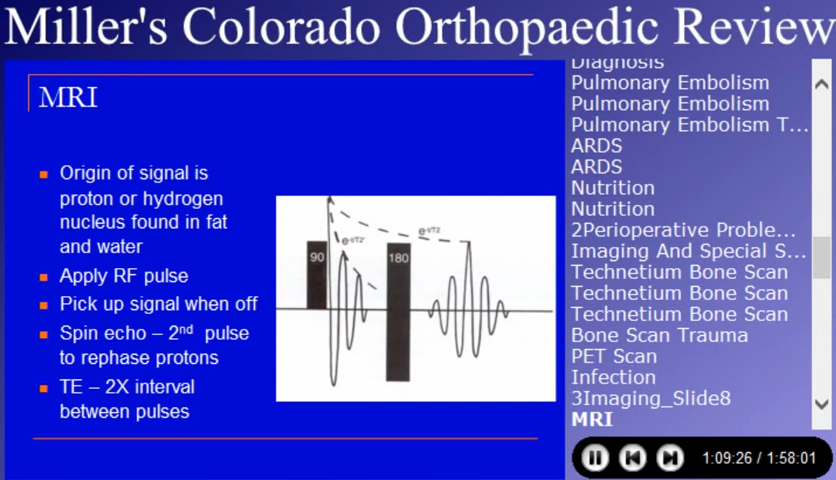 Miller's Colorado Orthopaedic Review
MRI
Origin of signal is
proton or hydrogen
nucleus found in fat
and water
Apply RF pulse
Pick up signal when off
Spin echo – 2nd pulse
to rephase protons
TE – 2X interval
between pulses
90
180
Diagnosis
Pulmonary Embolism
Pulmonary Embolism
Pulmonary Embolism T...
ARDS
ARDS
Nutrition
Nutrition
2Perioperative Proble...
Imaging And Special S...
Technetium Bone Scan
Technetium Bone Scan
Technetium Bone Scan
Bone Scan Trauma
PET Scan
Infection
3Imaging_Slide8
MRI
1:09:26 / 1:58:01